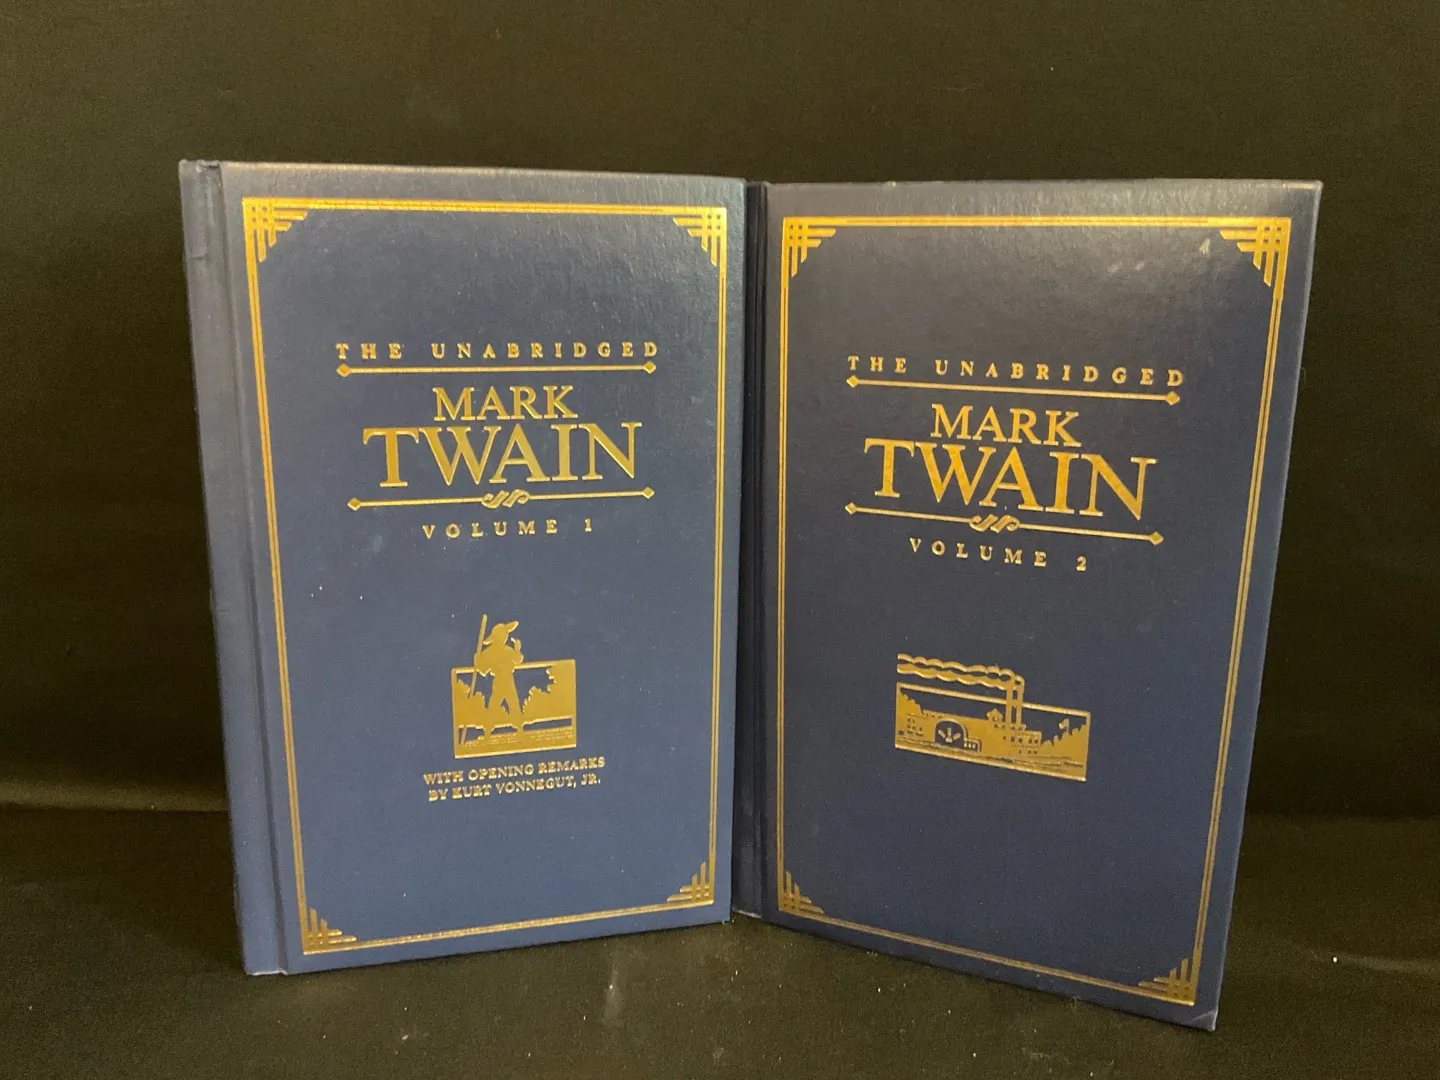 THE UNABRIDGED
MARK
TWAIN
VOLUME 1
WITH OPENING REMARKS
BY KURT VONNEGUT, JR.
THE UNABRIDGED
MARK
TWAIN
VOLUME 2